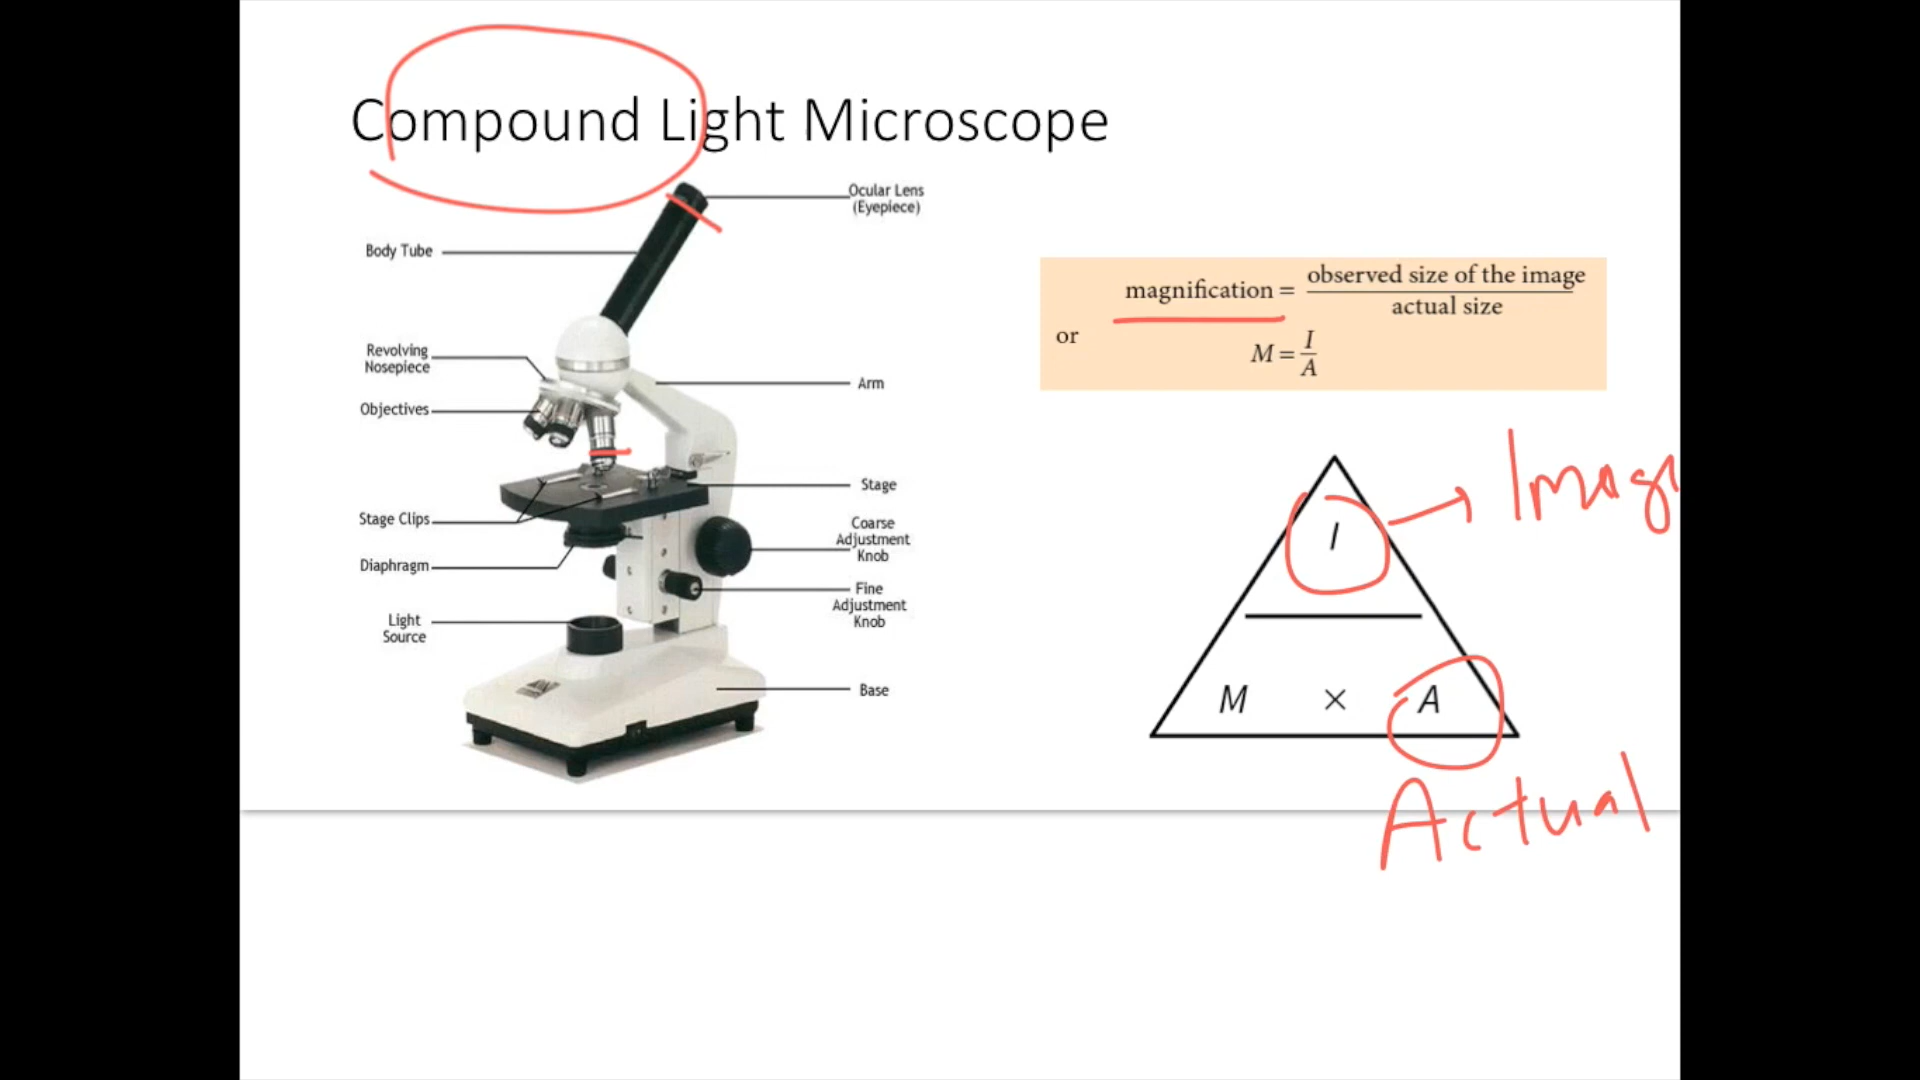 Compound Light Microscope
Ocular Lens
(Eyepiece)
Body Tube
Revolving
Nosepiece
Objectives
Arm
Stage
Stage Clips
Coarse
Adjustment
Knob
Diaphragm
Fine
Adjustment
Knob
Light
Source
Base
magnification = observed size of the image
actual size
or
M = I
A
I
Image
M × A
Actual